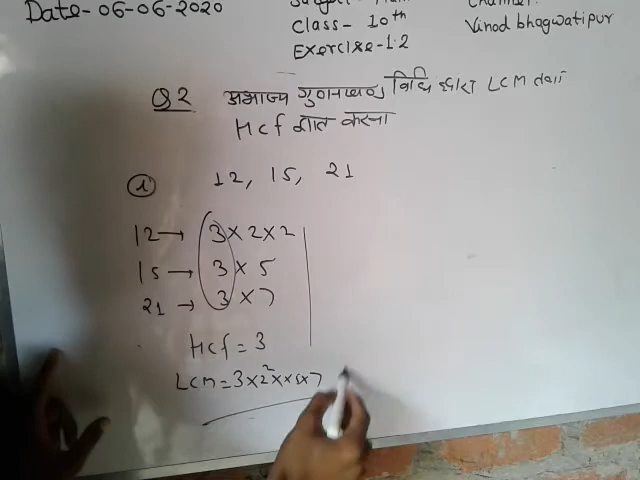 Date- 06-06-2020
Class- 10th
Exercise-1.2
Vinod bhagwatipur
Q2 अभाज्य गुणनखण्ड विधि द्वारा LCM तथा
Hcf ज्ञात करना
i 12, 15, 21
12 → 3 × 2 × 2
15 → 3 × 5
21 → 3 × 7
Hcf = 3
LCM = 3 × 2² × × 5 × 7